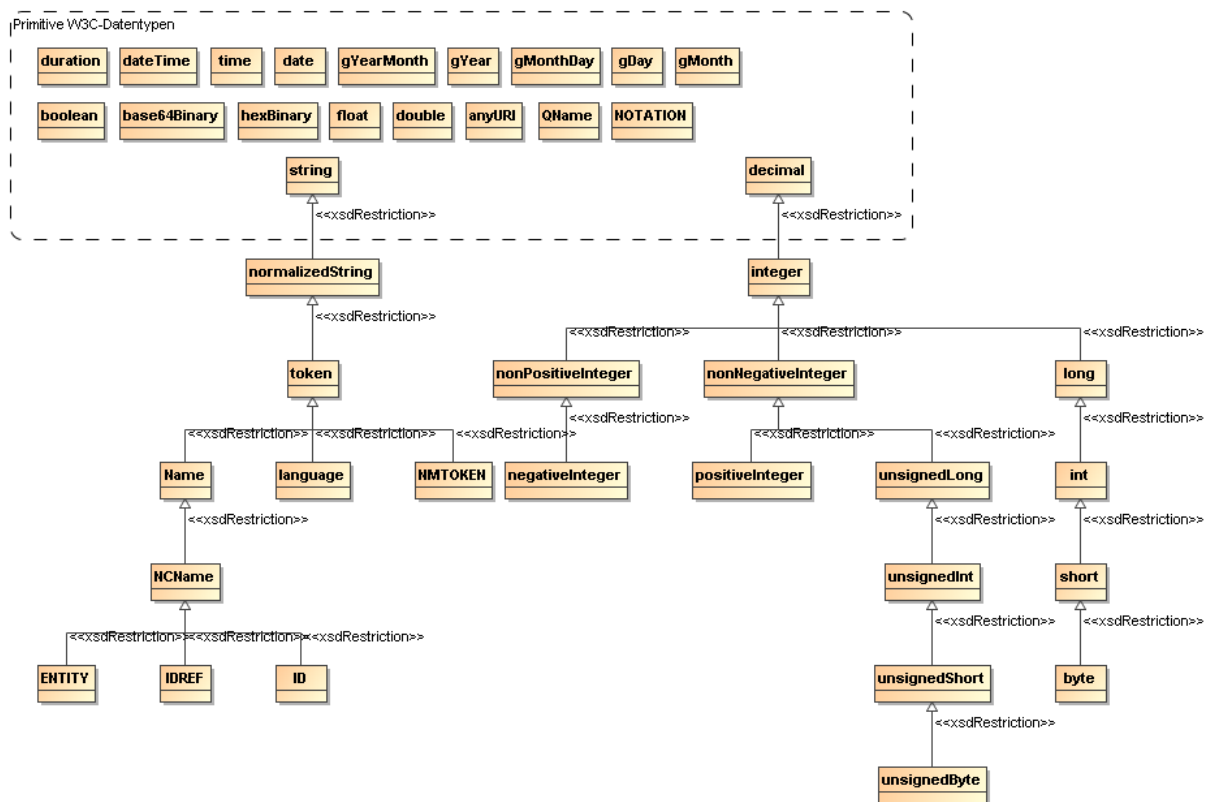 Primitive W3C-Datentypen
duration dateTime time date gYearMonth gYear gMonthDay gDay gMonth
boolean base64Binary hexBinary float double anyURI QName NOTATION
string decimal
<<xsdRestriction>> <<xsdRestriction>>
normalizedString integer
<<xsdRestriction>> <<xsdRestriction>> <<xsdRestriction>> <<xsdRestriction>>
token nonPositiveInteger nonNegativeInteger long
<<xsdRestriction>> <<xsdRestriction>> <<xsdRestriction>> <<xsdRestriction>> <<xsdRestriction>> <<xsdRestriction>> <<xsdRestriction>>
Name language NMTOKEN negativeInteger positiveInteger unsignedLong int
<<xsdRestriction>> <<xsdRestriction>> <<xsdRestriction>>
NCName unsignedInt short
<<xsdRestriction>> <<xsdRestriction>> <<xsdRestriction>> <<xsdRestriction>> <<xsdRestriction>>
ENTITY IDREF ID unsignedShort byte
<<xsdRestriction>>
unsignedByte